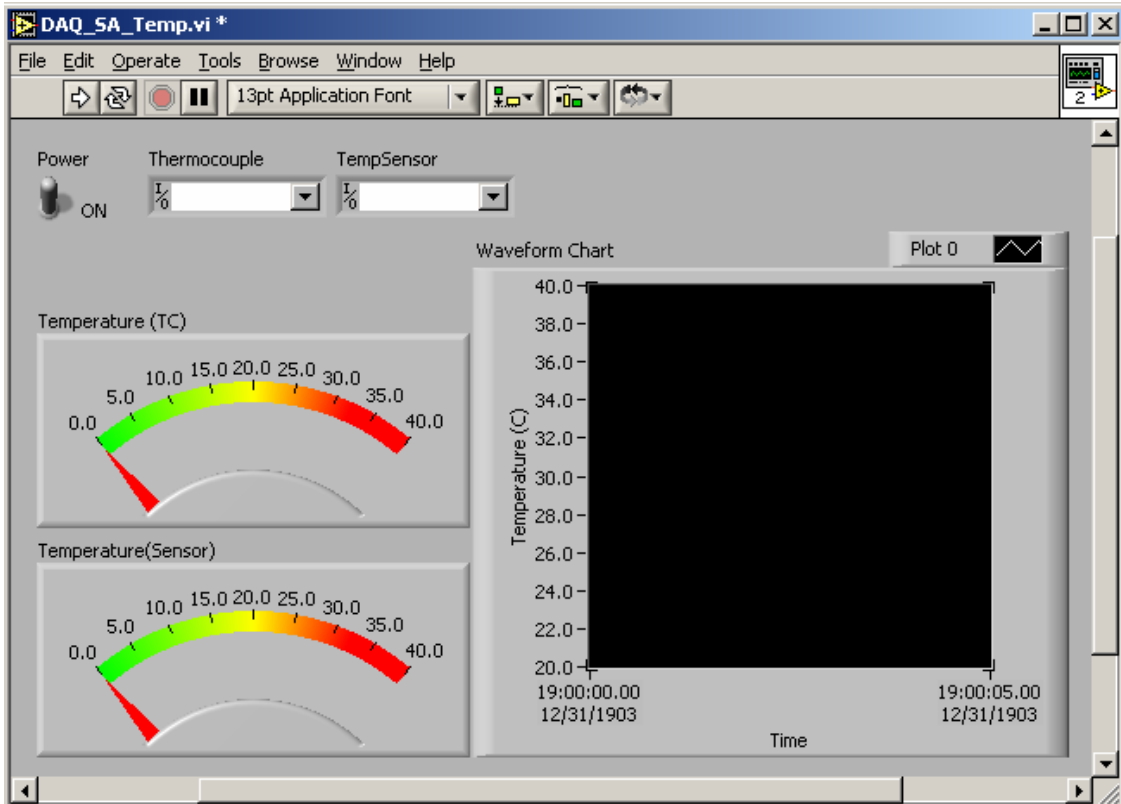 DAQ_SA_Temp.vi *
File Edit Operate Tools Browse Window Help
13pt Application Font
2
Power Thermocouple TempSensor
I/O I/O
ON
Waveform Chart Plot 0
Temperature (TC)
0.0 5.0 10.0 15.0 20.0 25.0 30.0 35.0 40.0
Temperature(Sensor)
0.0 5.0 10.0 15.0 20.0 25.0 30.0 35.0 40.0
Temperature (C)
40.0
38.0
36.0
34.0
32.0
30.0
28.0
26.0
24.0
22.0
20.0
19:00:00.00 19:00:05.00
12/31/1903 12/31/1903
Time